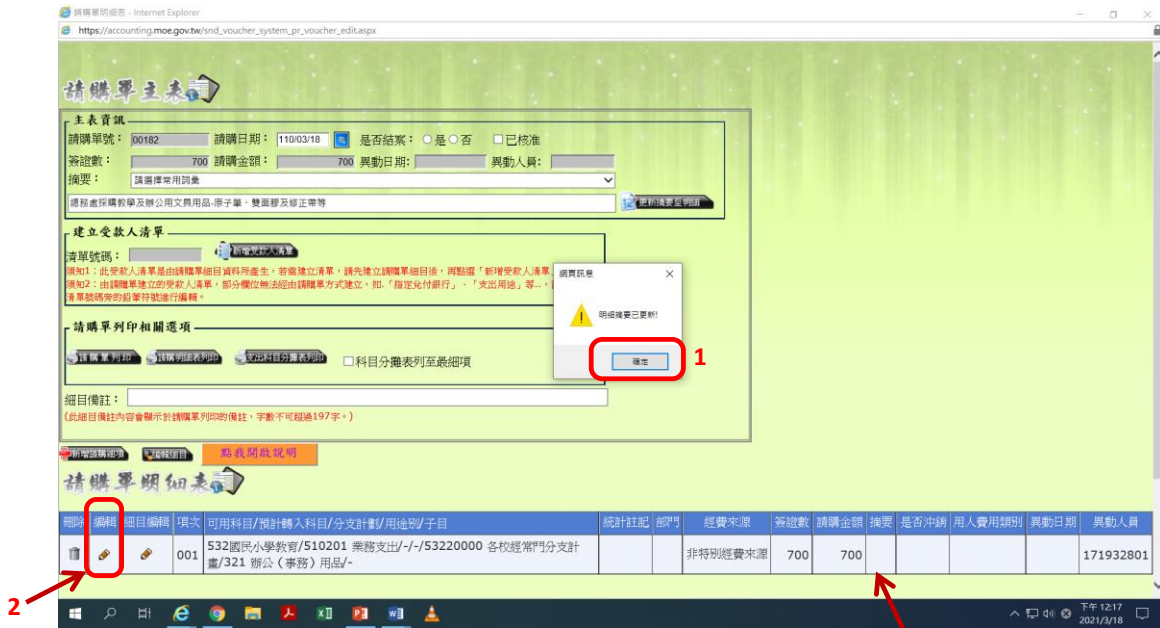 請購單明細表 - Internet Explorer
https://accounting.moe.gov.tw/snd_voucher_system_pr_voucher_edit.aspx
請購單主表
主表資訊
請購單號： 00182 請購日期： 110/03/18 是否結案： ○是○否 □已核准
簽證數： 700 請購金額： 700 異動日期： 異動人員：
摘要： 請選擇常用詞彙
總務處採購教學及辦公用文具用品-原子筆、雙面膠及修正帶等 更新摘要至明細
建立受款人清單
清單號碼： 新增受款人清單
須知1：此受款人清單是由請購單細目資料所產生，若需建立清單，請先建立請購單細目後，再點選「新增受款人清單
須知2：由請購單建立的受款人清單，部分欄位無法經由請購單方式建立，如.「指定兌付銀行」、「支出用途」等..，
清單號碼旁的鉛筆符號進行編輯。
網頁訊息
明細摘要已更新!
確定
1
請購單列印相關選項
請購單列印 請購明細表列印 支出科目分攤表列印 □科目分攤表列至最細項
細目備註：
(此細目備註內容會顯示於請購單列印的備註，字數不可超過197字。)
新增請購細項 編輯細目 點我開啟說明
請購單明細表
刪除 編輯 細目編輯 項次 可用科目/預計轉入科目/分支計劃/用途別/子目 統計註記 部門 經費來源 簽證數 請購金額 摘要 是否沖銷 用人費用類別 異動日期 異動人員
001 532國民小學教育/510201 業務支出/-/-/53220000 各校經常門分支計 非特別經費來源 700 700 171932801
畫/321 辦公（事務）用品/-
2
下午 12:17
2021/3/18